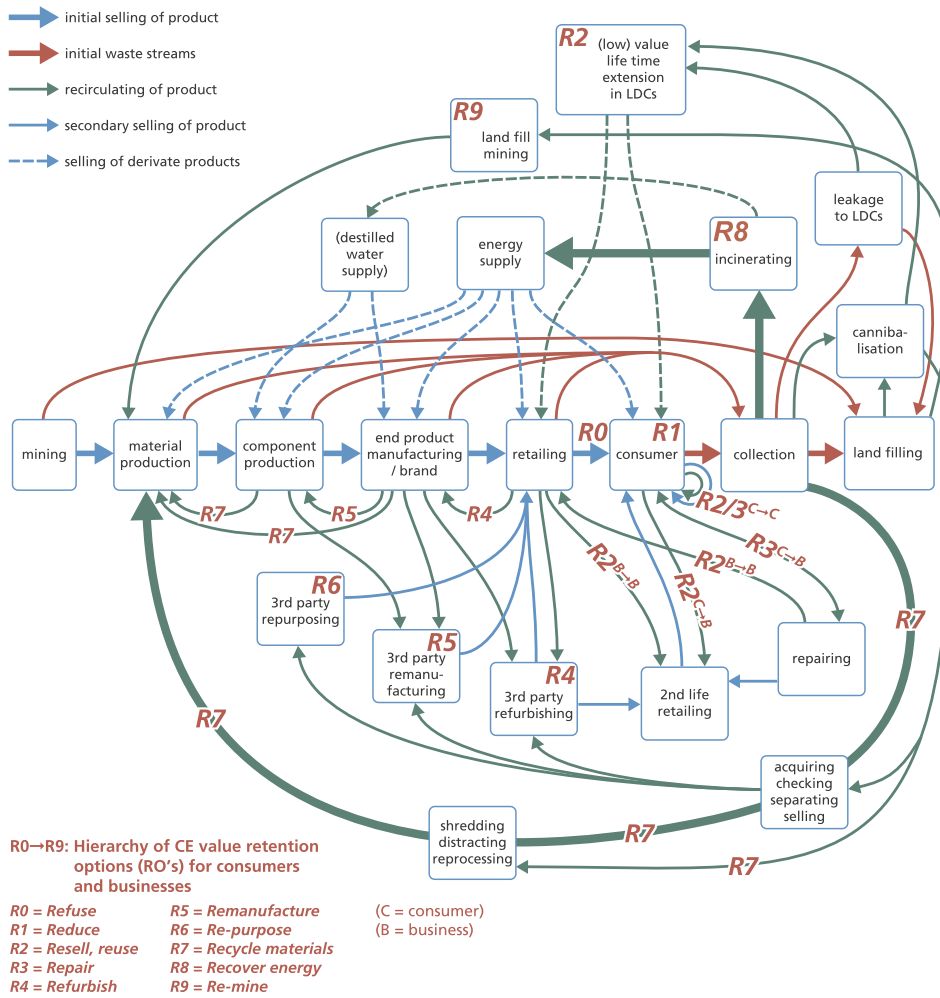 initial selling of product
initial waste streams
recirculating of product
secondary selling of product
selling of derivate products
R2
(low) value
life time
extension
in LDCs
R9
land fill
mining
leakage
to LDCs
(destilled
water
supply)
energy
supply
R8
incinerating
canniba-
lisation
mining
material
production
component
production
end product
manufacturing
/ brand
retailing
R0
R1
consumer
collection
land filling
R7
R7
R5
R4
R2/3C→C
R3C→B
R2B→B
R2B→B
R2C→B
R7
R6
3rd party
repurposing
R5
3rd party
remanu-
facturing
R4
3rd party
refurbishing
2nd life
retailing
repairing
R7
acquiring
checking
separating
selling
shredding
distracting
reprocessing
R7
R7
R0→R9: Hierarchy of CE value retention
options (RO's) for consumers
and businesses
R0 = Refuse
R1 = Reduce
R2 = Resell, reuse
R3 = Repair
R4 = Refurbish
R5 = Remanufacture
R6 = Re-purpose
R7 = Recycle materials
R8 = Recover energy
R9 = Re-mine
(C = consumer)
(B = business)